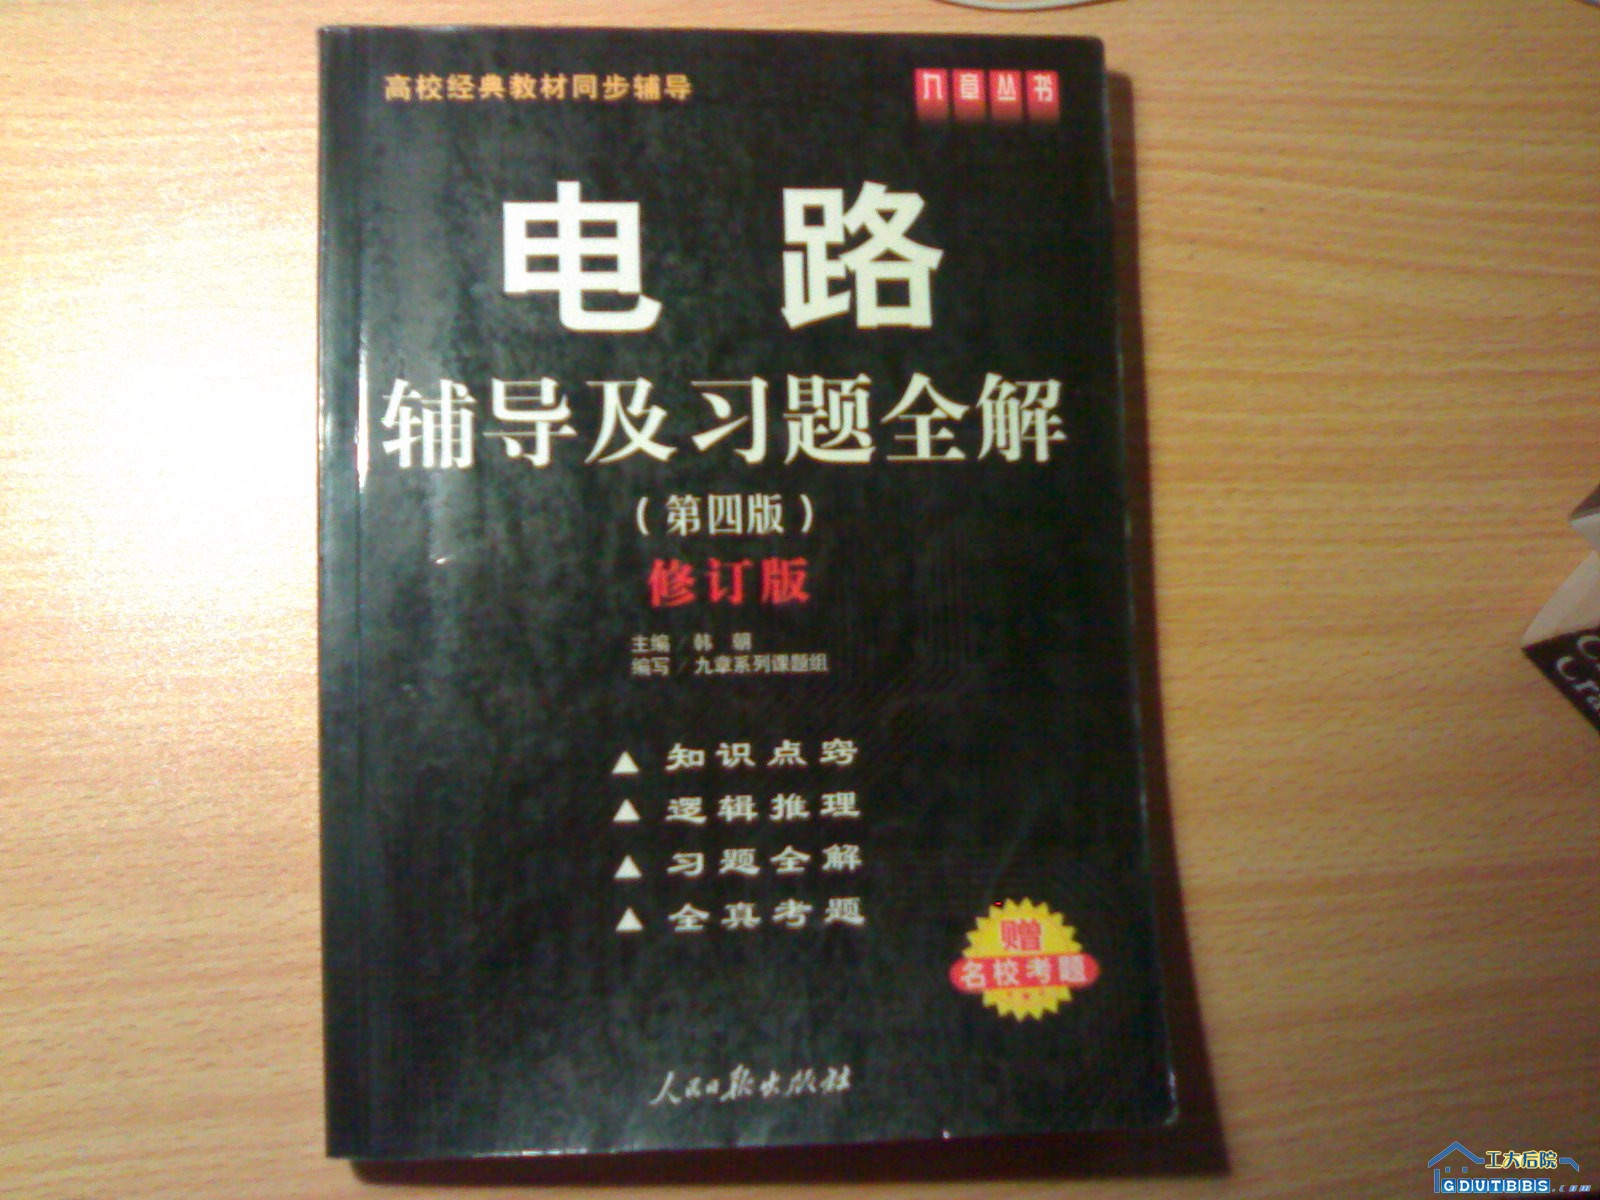 高校经典教材同步辅导
九章丛书
电路
辅导及习题全解
（第四版）
修订版
主编／韩 朝
编写／九章系列课题组
▲ 知识点窍
▲ 逻辑推理
▲ 习题全解
▲ 全真考题
赠
名校考题
人民日报出版社
工大后院
GDUTBBS.com